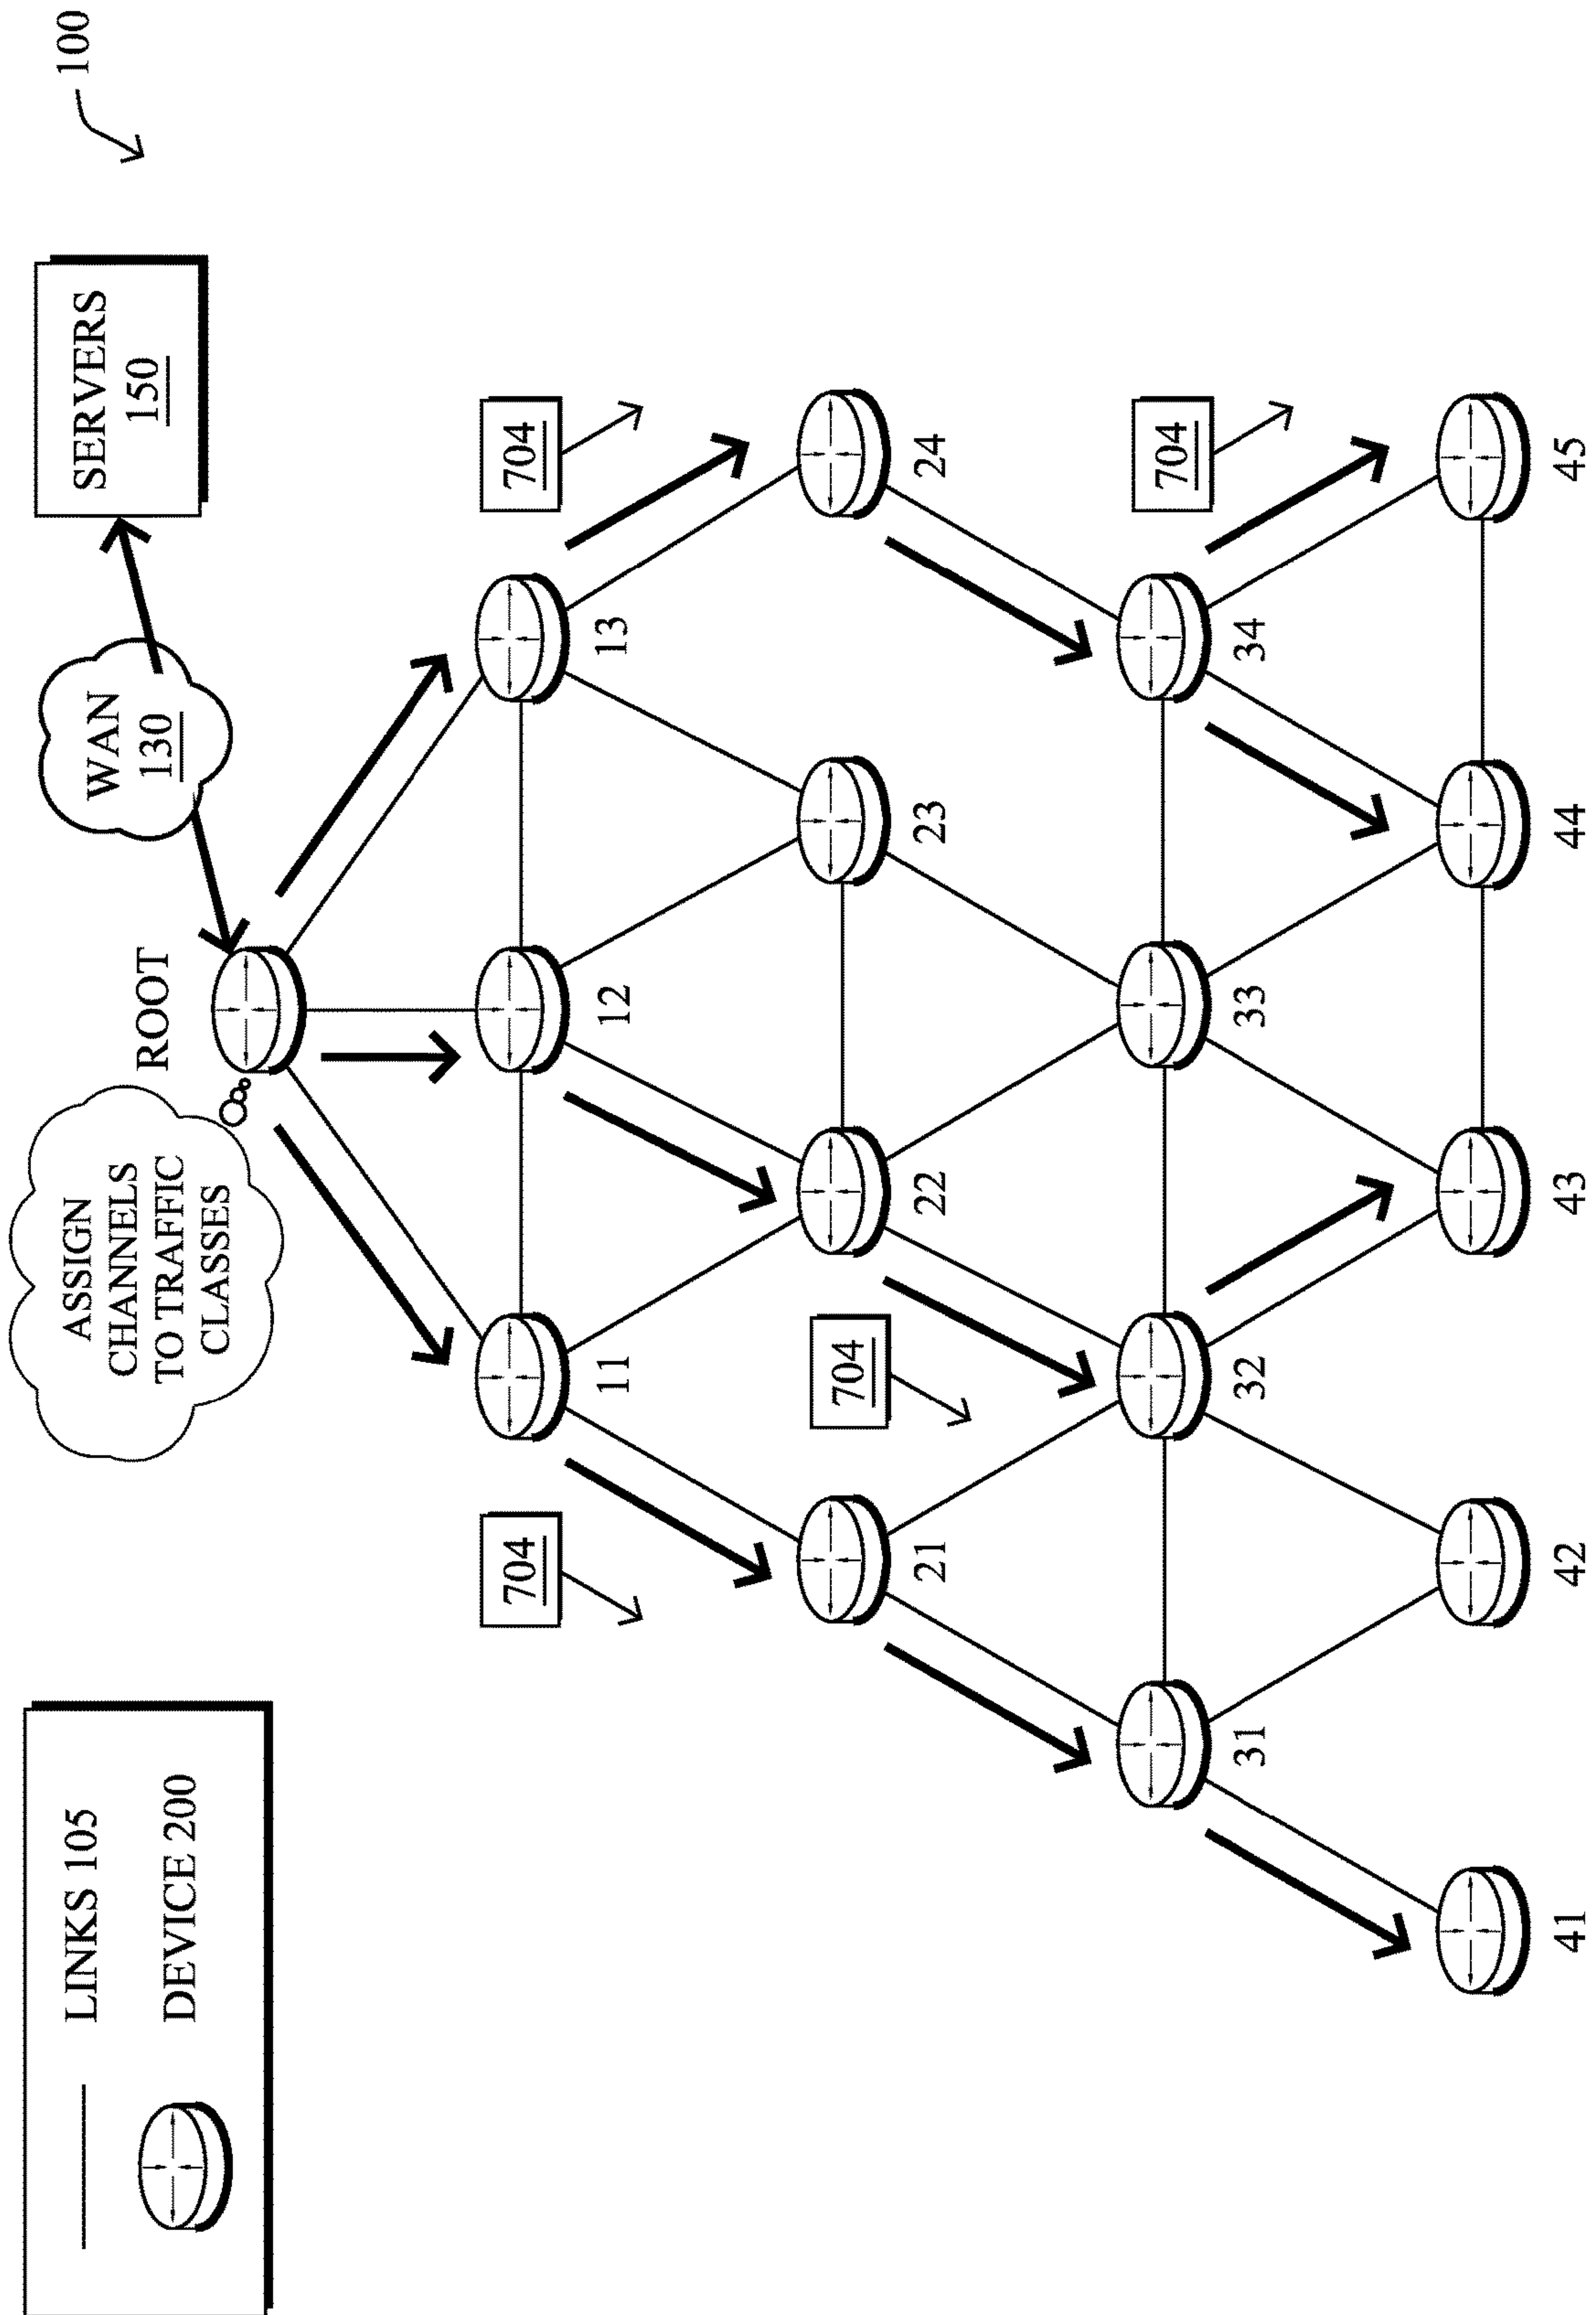 100
SERVERS
150
WAN
130
ROOT
ASSIGN
CHANNELS
TO TRAFFIC
CLASSES
LINKS 105
DEVICE 200
11
12
13
704
704
21
22
23
24
704
31
32
33
34
704
41
42
43
44
45